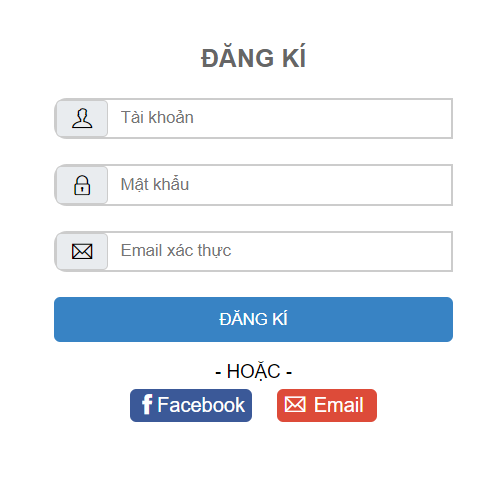 ĐĂNG KÍ
Tài khoản
Mật khẩu
Email xác thực
ĐĂNG KÍ
- HOẶC -
Facebook Email